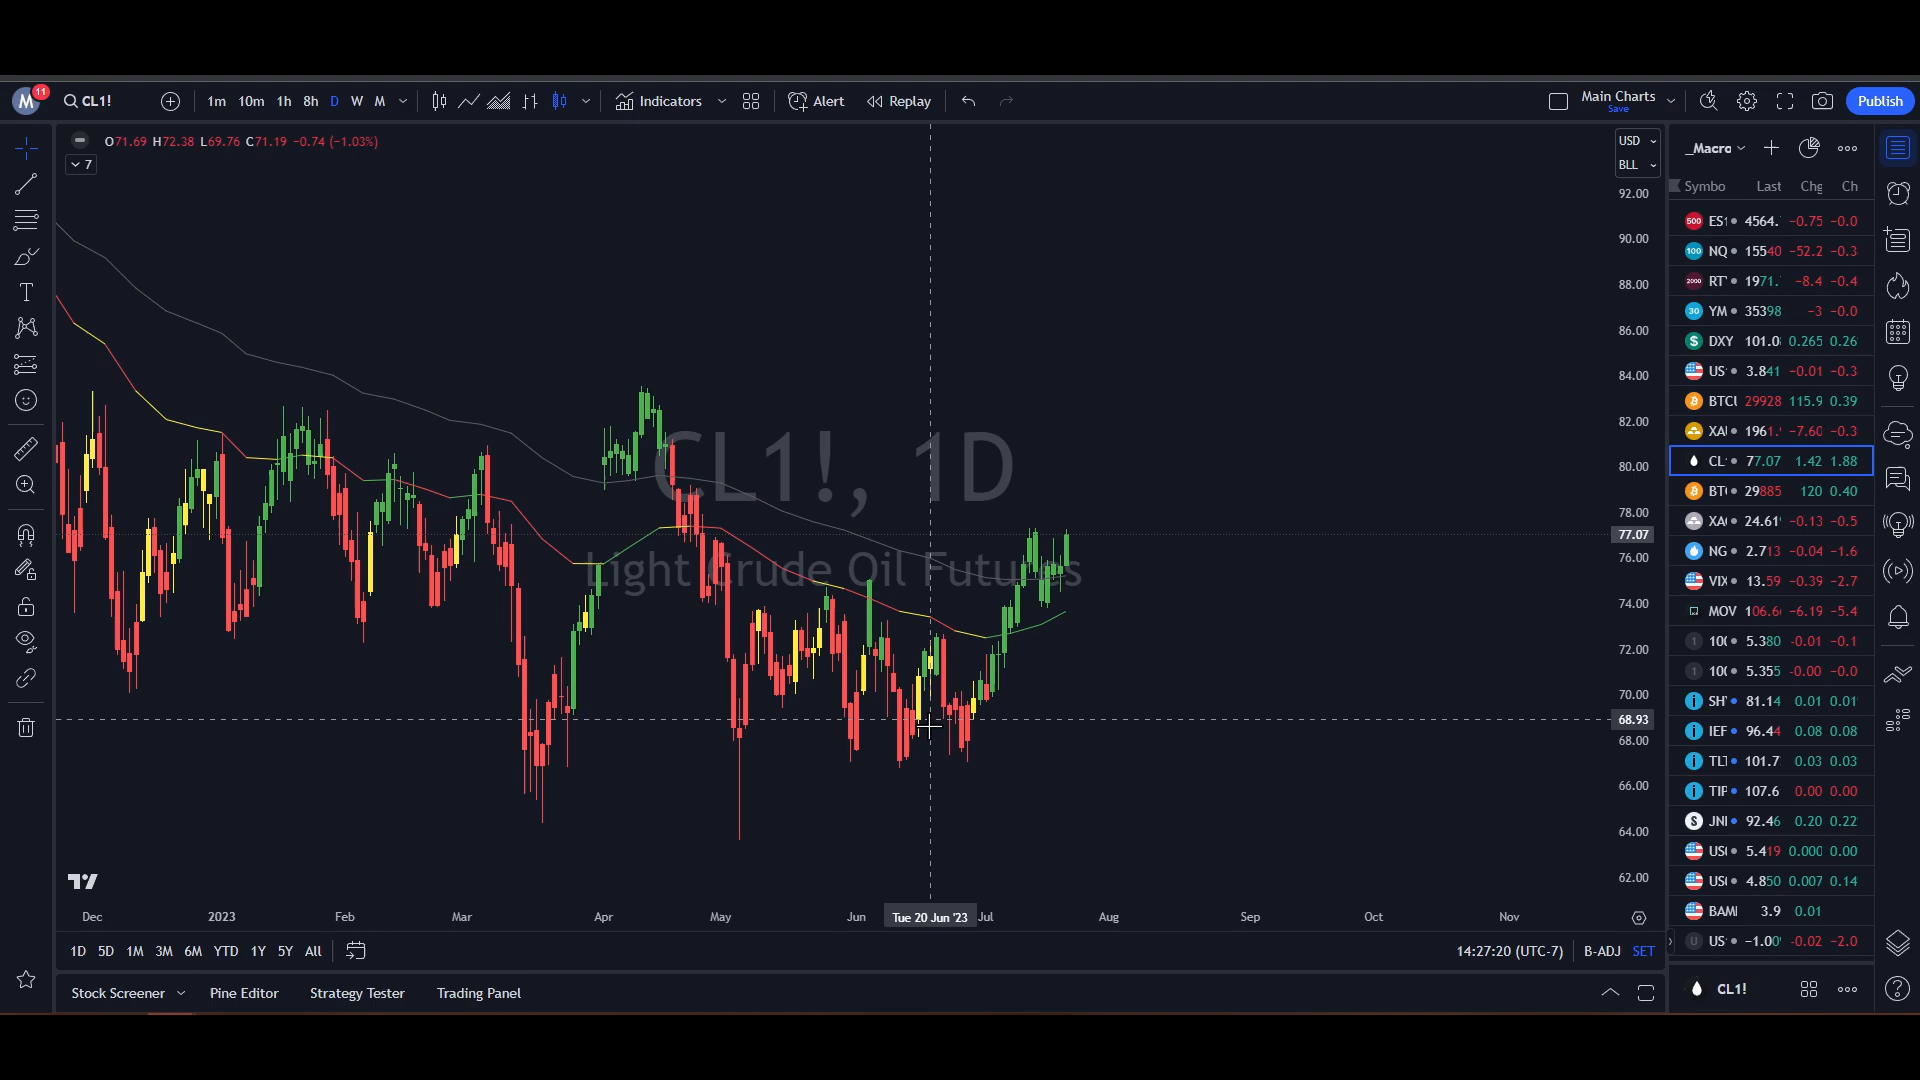 M 11 CL1! 1m 10m 1h 8h D W M Indicators Alert Replay Main Charts Save Publish
O71.69 H72.38 L69.76 C71.19 −0.74 (−1.03%)
7
USD
BLL
92.00
90.00
88.00
86.00
84.00
82.00
80.00
78.00
77.07
76.00
74.00
72.00
70.00
68.93
68.00
66.00
64.00
62.00
CL1!, 1D
Light Crude Oil Futures
Dec 2023 Feb Mar Apr May Jun Tue 20 Jun '23 Jul Aug Sep Oct Nov
1D 5D 1M 3M 6M YTD 1Y 5Y All 14:27:20 (UTC-7) B-ADJ SET
Stock Screener Pine Editor Strategy Tester Trading Panel
_Macro
Symbo Last Chg Ch
500 ES 4564. −0.75 −0.0
100 NQ 15540 −52.2 −0.3
2000 RT 1971. −8.4 −0.4
30 YM 35398 −3 −0.0
DXY 101.0 0.265 0.26
US 3.841 −0.01 −0.3
BTC 29928 115.9 0.39
XA 1961. −7.60 −0.3
CL 77.07 1.42 1.88
BT 29885 120 0.40
XA 24.61 −0.13 −0.5
NG 2.713 −0.04 −1.6
VIX 13.59 −0.39 −2.7
MOV 106.6 −6.19 −5.4
1 10 5.380 −0.01 −0.1
1 10 5.355 −0.00 −0.0
SH 81.14 0.01 0.01
IEF 96.44 0.08 0.08
TL 101.7 0.03 0.03
TIP 107.6 0.00 0.00
JN 92.46 0.20 0.22
US 5.419 0.000 0.00
US 4.850 0.007 0.14
BAM 3.9 0.01
U US −1.00 −0.02 −2.0
CL1!